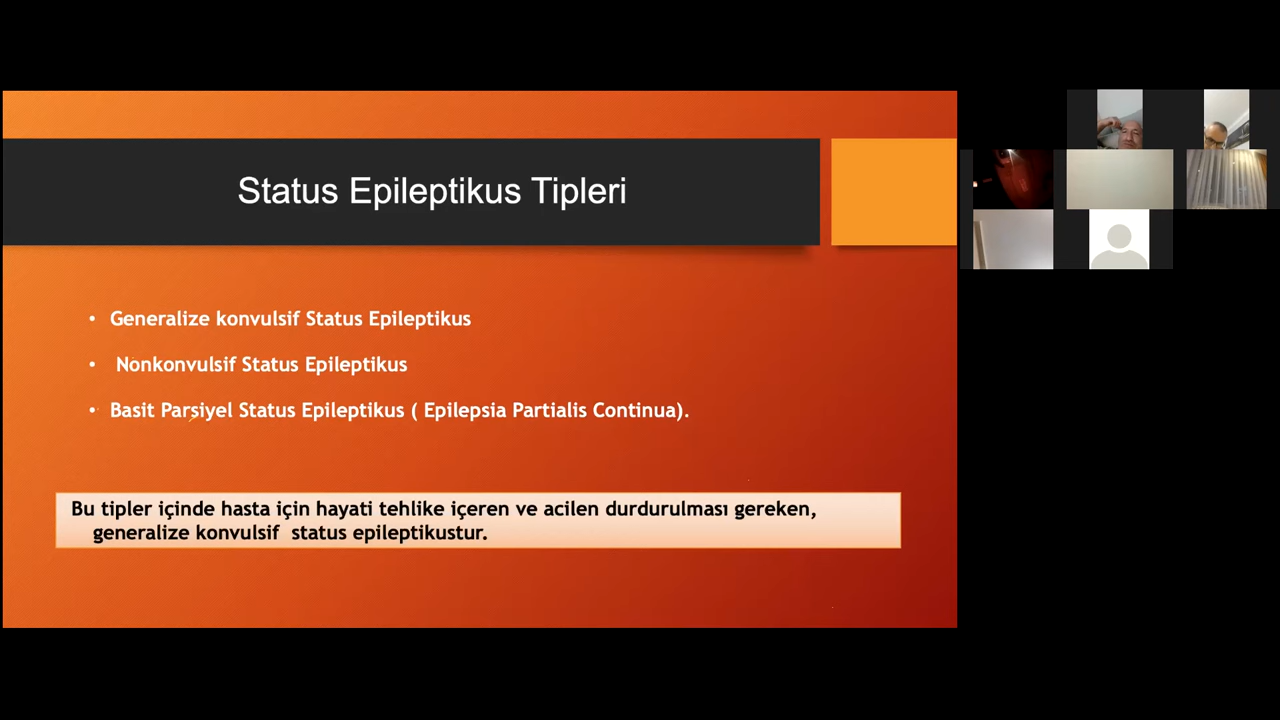 Status Epileptikus Tipleri
• Generalize konvulsif Status Epileptikus
• Nonkonvulsif Status Epileptikus
• Basit Parsiyel Status Epileptikus ( Epilepsia Partialis Continua).
Bu tipler içinde hasta için hayati tehlike içeren ve acilen durdurulması gereken,
generalize konvulsif status epileptikustur.